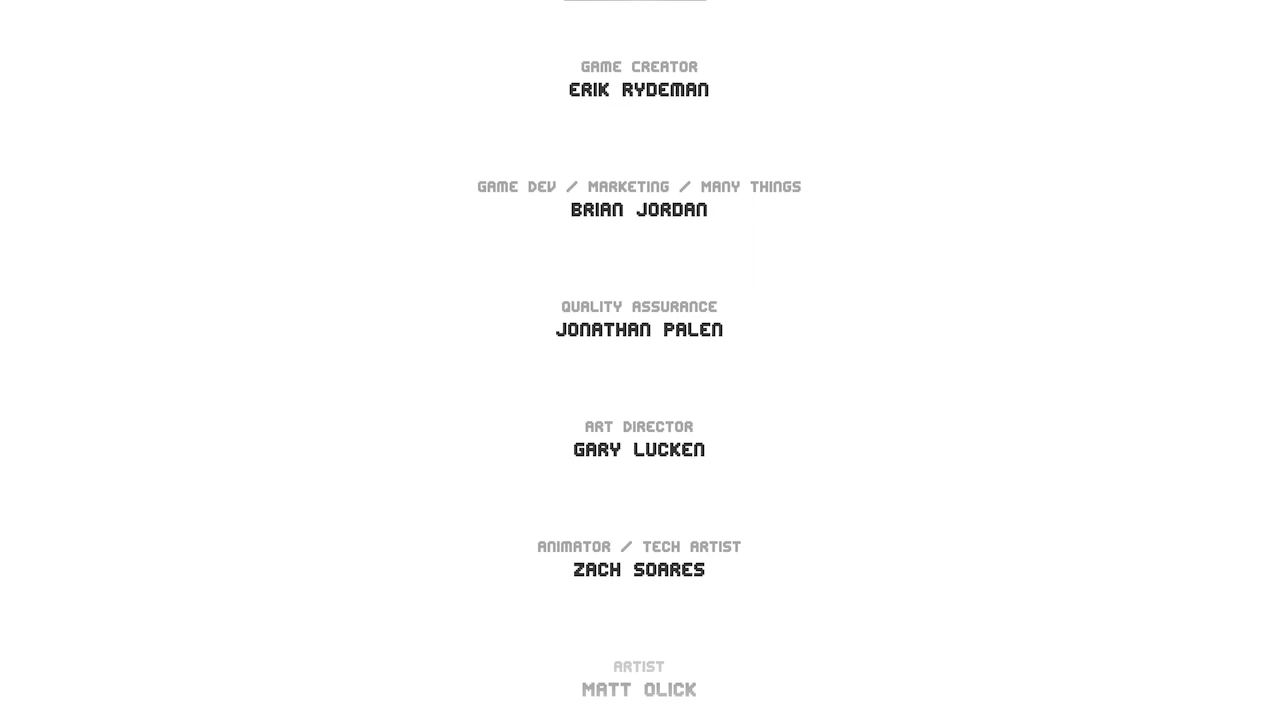 GAME CREATOR
ERIK RYDEMAN
GAME DEV / MARKETING / MANY THINGS
BRIAN JORDAN
QUALITY ASSURANCE
JONATHAN PALEN
ART DIRECTOR
GARY LUCKEN
ANIMATOR / TECH ARTIST
ZACH SOARES
ARTIST
MATT OLICK